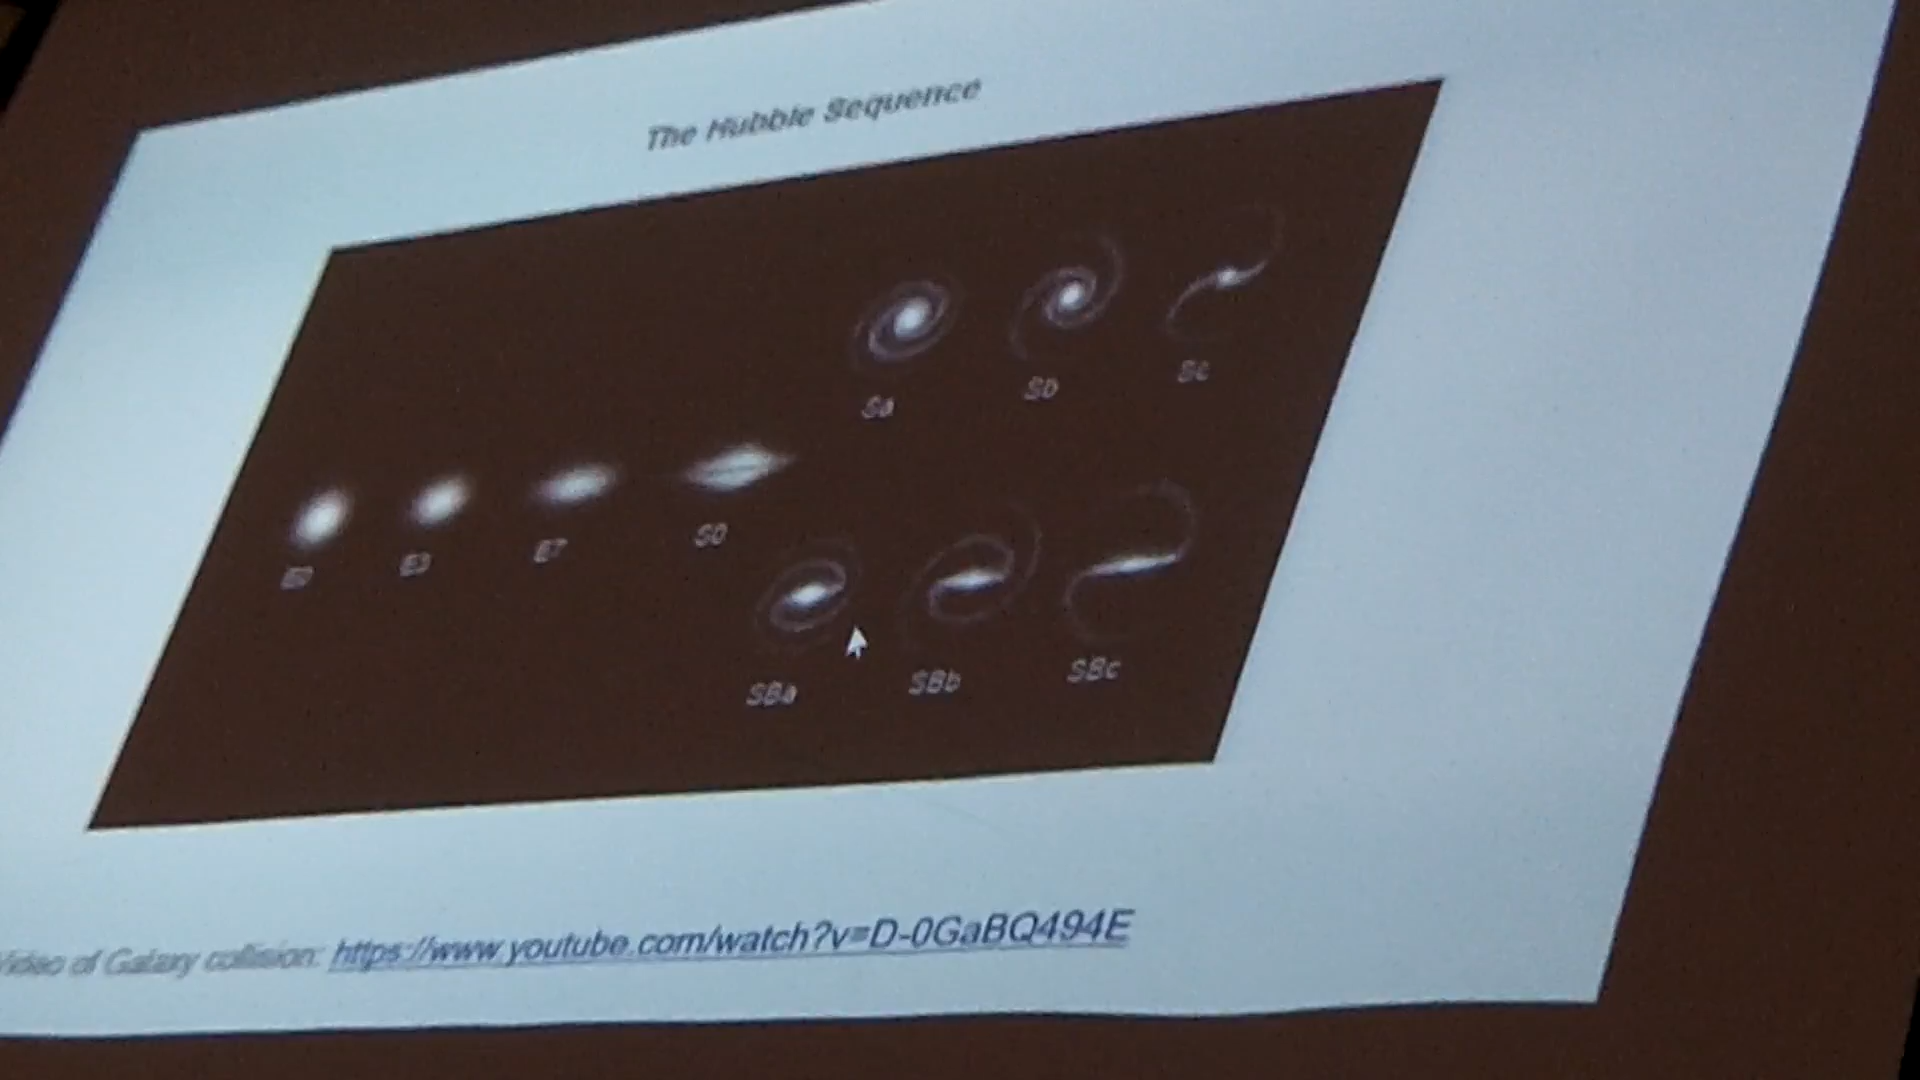 The Hubble Sequence
Sa Sb Sc
E0 E3 E7 S0
SBa SBb SBc
Video of Galaxy collision: https://www.youtube.com/watch?v=D-0GaBQ494E